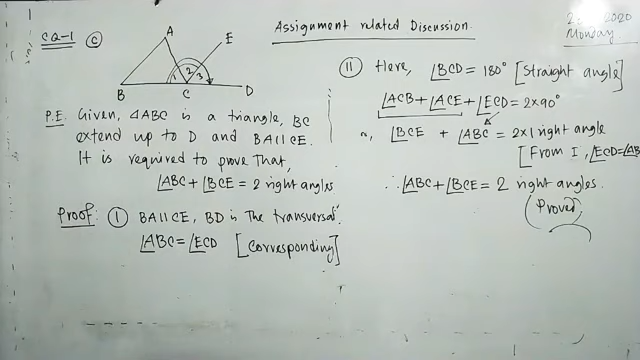 Assignment related Discussion.
2020
Monday.
CQ-1 (c)
A
E
1 2 3
B C D
P.E: Given, △ABC is a triangle, BC
extend up to D and BA||CE.
It is required to prove That,
∠ABC+∠BCE = 2 right angles
Proof: (I) BA||CE, BD is The transversal.
∠ABC=∠ECD [Corresponding]
(II) Here, ∠BCD = 180° [Straight angle]
∠ACB+∠ACE+∠ECD = 2×90°
∠BCE + ∠ABC = 2×1 right angle
[From I, ∠ECD=∠AB
∴ ∠ABC+∠BCE = 2 right angles.
(Proved)